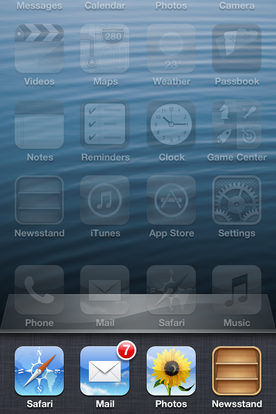 Messages Calendar Photos Camera
280
Videos Maps Weather Passbook
23
Notes Reminders Clock Game Center
Newsstand iTunes App Store Settings
Phone Mail Safari Music
7
Safari Mail Photos Newsstand